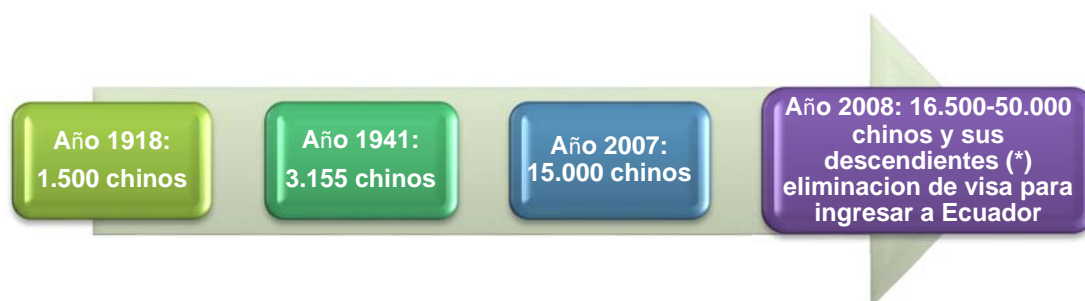 Año 1918:
1.500 chinos
Año 1941:
3.155 chinos
Año 2007:
15.000 chinos
Año 2008: 16.500-50.000
chinos y sus
descendientes (*)
eliminacion de visa para
ingresar a Ecuador